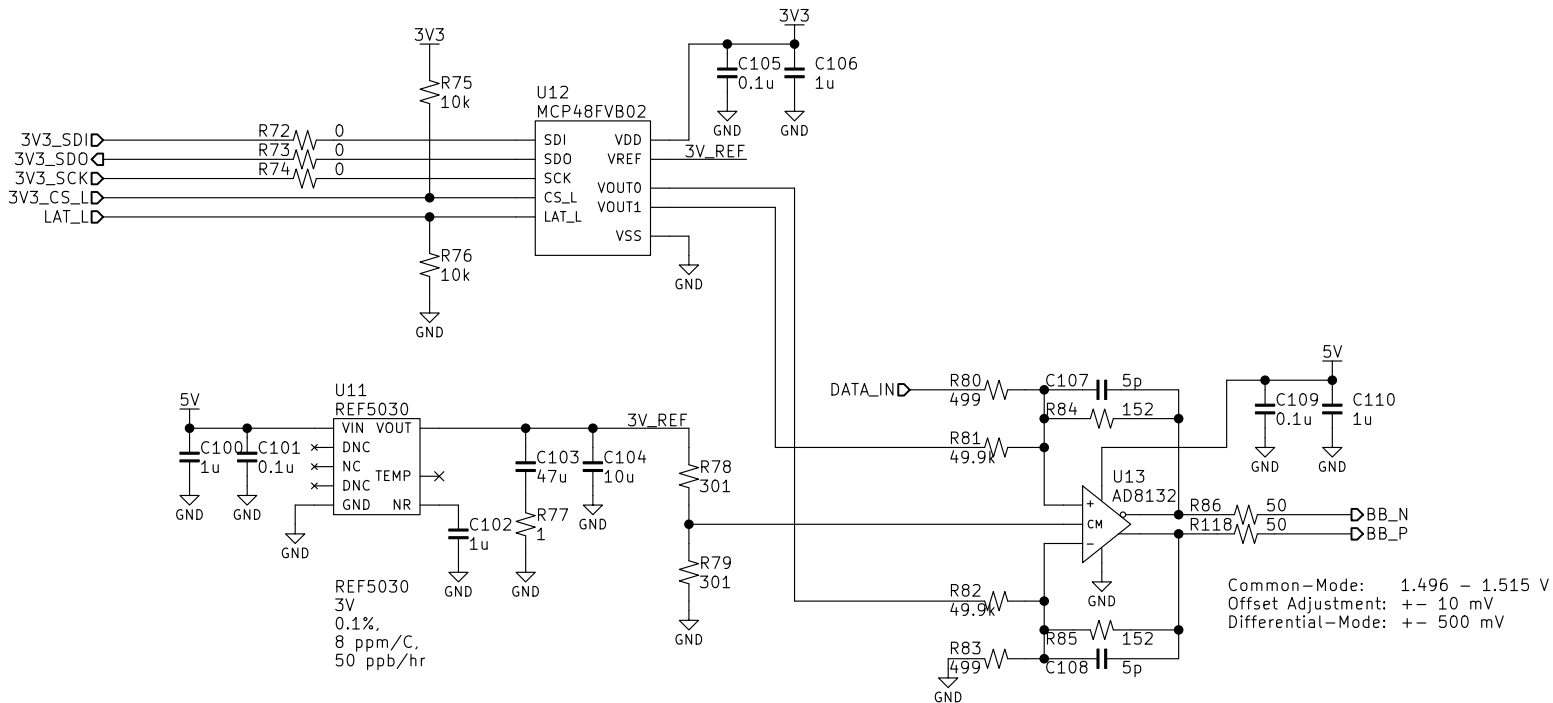 3V3
3V3
R75
10k
C105
0.1u
C106
1u
GND
GND
U12
MCP48FVB02
3V3_SDI
R72
0
SDI
VDD
3V3_SDO
R73
0
SDO
VREF
3V_REF
3V3_SCK
R74
0
SCK
3V3_CS_L
CS_L
VOUT0
LAT_L
LAT_L
VOUT1
VSS
GND
R76
10k
GND
U11
REF5030
5V
VIN
VOUT
DNC
NC
DNC
TEMP
GND
NR
C100
1u
C101
0.1u
GND
GND
GND
C102
1u
GND
C103
47u
R77
1
GND
C104
10u
GND
3V_REF
R78
301
R79
301
GND
REF5030
3V
0.1%,
8 ppm/C,
50 ppb/hr
DATA_IN
R80
499
C107
5p
R84
152
R81
49.9k
5V
C109
0.1u
C110
1u
GND
GND
U13
AD8132
+
CM
-
GND
R86
50
BB_N
R118
50
BB_P
R82
49.9k
R85
152
R83
499
C108
5p
GND
Common-Mode: 1.496 - 1.515 V
Offset Adjustment: +- 10 mV
Differential-Mode: +- 500 mV